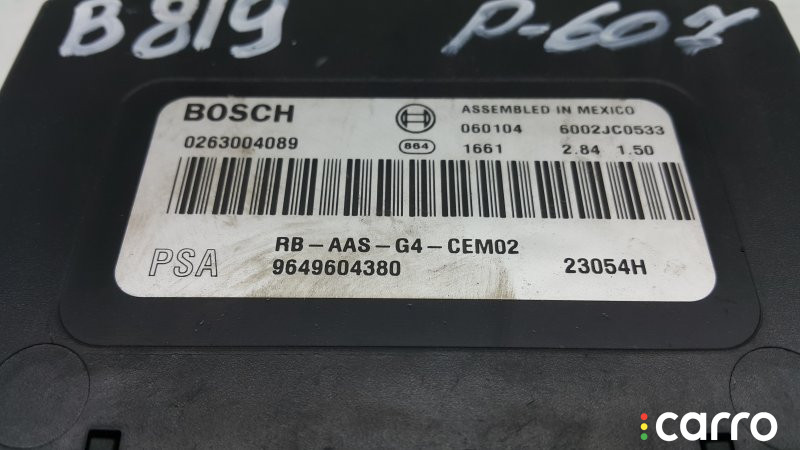 B819 P-607
BOSCH ASSEMBLED IN MEXICO
060104 6002JC0533
0263004089 864 1661 2.84 1.50
RB-AAS-G4-CEM02
PSA 9649604380 23054H
carro